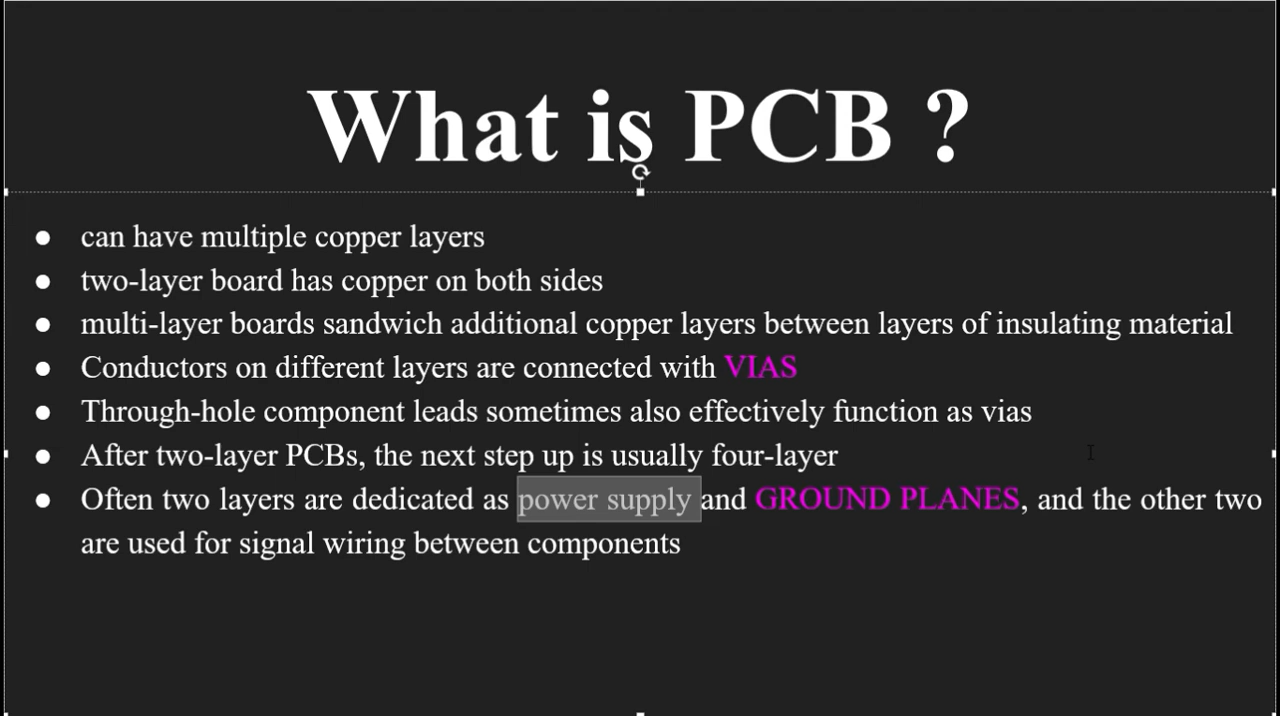 What is PCB ?
● can have multiple copper layers
● two-layer board has copper on both sides
● multi-layer boards sandwich additional copper layers between layers of insulating material
● Conductors on different layers are connected with VIAS
● Through-hole component leads sometimes also effectively function as vias
● After two-layer PCBs, the next step up is usually four-layer
● Often two layers are dedicated as power supply and GROUND PLANES, and the other two
are used for signal wiring between components